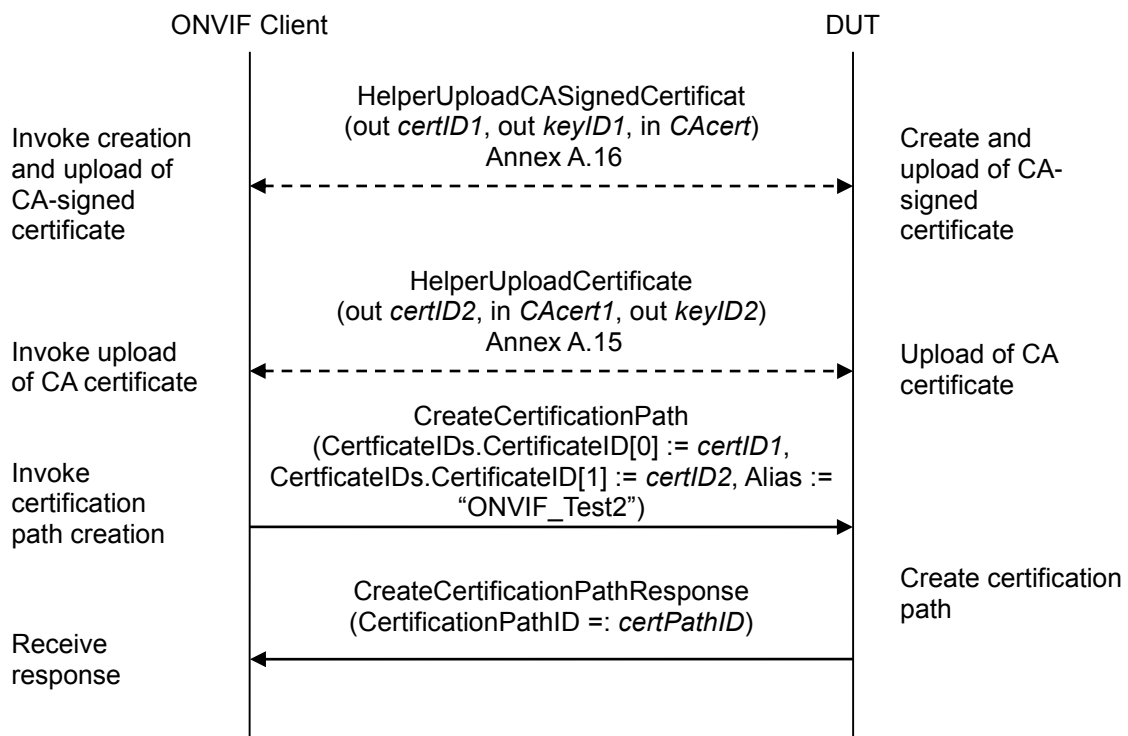 ONVIF Client
DUT
HelperUploadCASignedCertificat
(out certID1, out keyID1, in CAcert)
Annex A.16
Invoke creation
and upload of
CA-signed
certificate
Create and
upload of CA-
signed
certificate
HelperUploadCertificate
(out certID2, in CAcert1, out keyID2)
Annex A.15
Invoke upload
of CA certificate
Upload of CA
certificate
CreateCertificationPath
(CertficateIDs.CertificateID[0] := certID1,
CertficateIDs.CertificateID[1] := certID2, Alias :=
“ONVIF_Test2”)
Invoke
certification
path creation
Create certification
path
CreateCertificationPathResponse
(CertificationPathID =: certPathID)
Receive
response